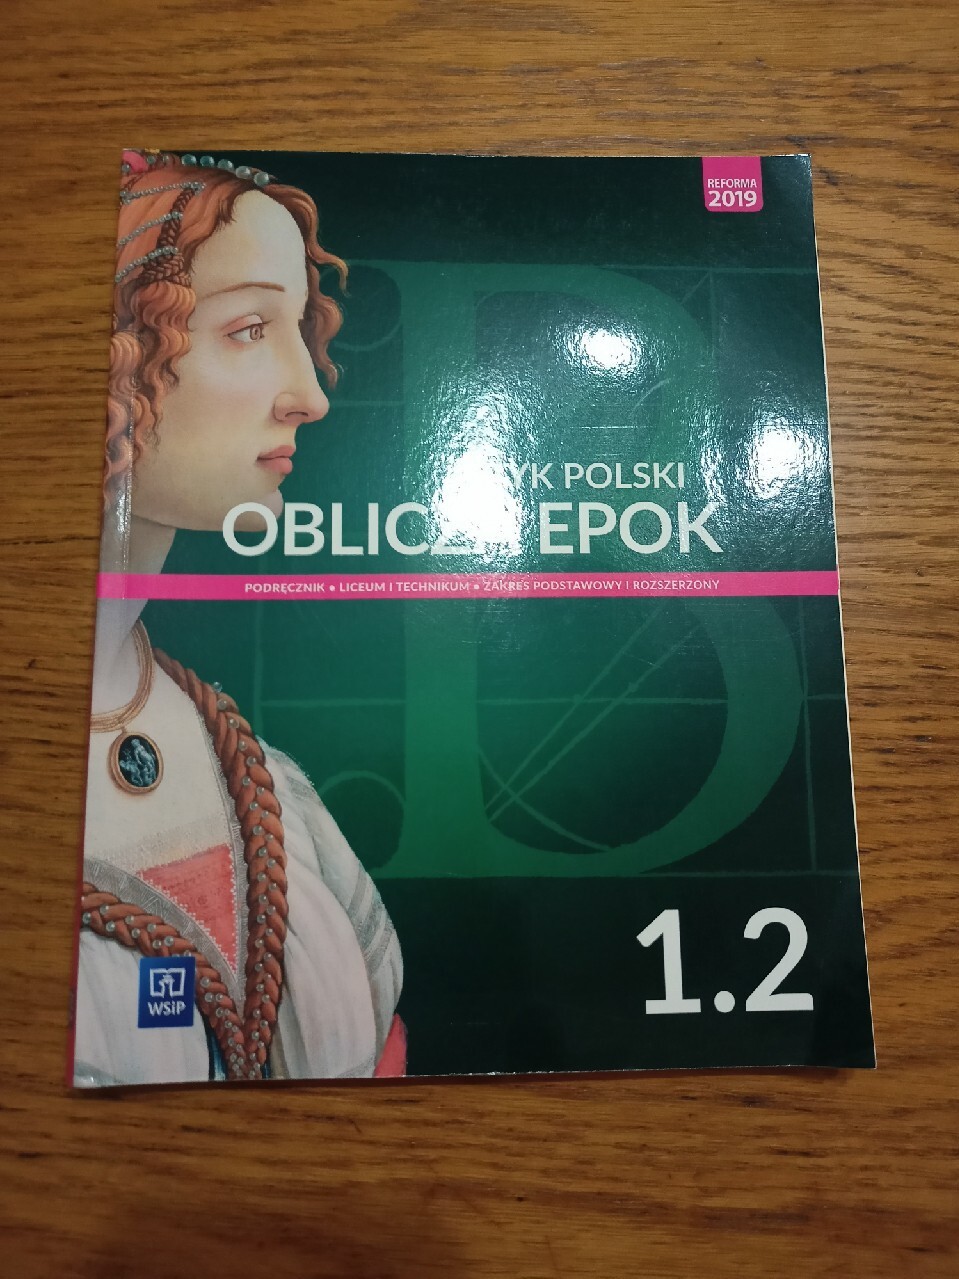 REFORMA
2019
YK POLSKI
OBLICZ EPOK
PODRĘCZNIK • LICEUM I TECHNIKUM • ZAKRES PODSTAWOWY I ROZSZERZONY
1.2
WSiP